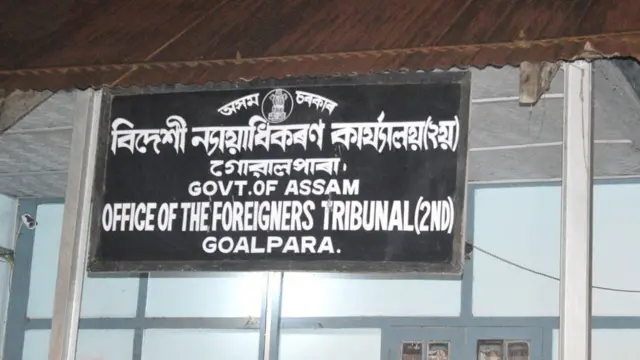 অসম চৰকাৰ
বিদেশী ন্যায়াধিকৰণ কাৰ্য্যালয়(২য়)
গোৱালপাৰা.
GOVT.OF ASSAM
OFFICE OF THE FOREIGNERS TRIBUNAL(2ND)
GOALPARA.